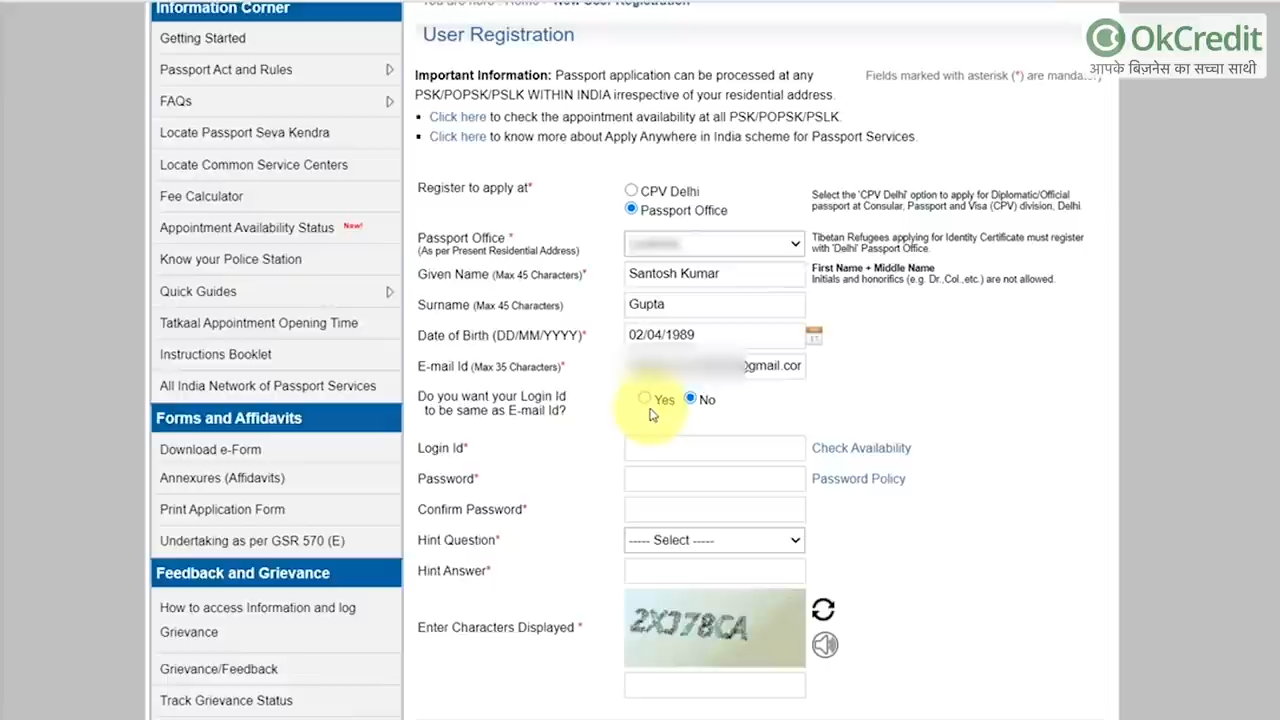 Information Corner
Getting Started
Passport Act and Rules
FAQs
Locate Passport Seva Kendra
Locate Common Service Centers
Fee Calculator
Appointment Availability Status New!
Know your Police Station
Quick Guides
Tatkaal Appointment Opening Time
Instructions Booklet
All India Network of Passport Services
Forms and Affidavits
Download e-Form
Annexures (Affidavits)
Print Application Form
Undertaking as per GSR 570 (E)
Feedback and Grievance
How to access Information and log
Grievance
Grievance/Feedback
Track Grievance Status
You are here : Home › New User Registration
User Registration
OkCredit
आपके बिज़नेस का सच्चा साथी
Important Information: Passport application can be processed at any
PSK/POPSK/PSLK WITHIN INDIA irrespective of your residential address.
Fields marked with asterisk (*) are
Click here to check the appointment availability at all PSK/POPSK/PSLK.
Click here to know more about Apply Anywhere in India scheme for Passport Services.
Register to apply at*
CPV Delhi
Passport Office
Select the 'CPV Delhi' option to apply for Diplomatic/Official
passport at Consular, Passport and Visa (CPV) division, Delhi.
Passport Office *
(As per Present Residential Address)
Tibetan Refugees applying for Identity Certificate must register
with 'Delhi' Passport Office.
Given Name (Max 45 Characters)* Santosh Kumar
First Name + Middle Name
Initials and honorifics (e.g. Dr.,Col.,etc.) are not allowed.
Surname (Max 45 Characters) Gupta
Date of Birth (DD/MM/YYYY)* 02/04/1989
E-mail Id (Max 35 Characters)* @gmail.cor
Do you want your Login Id
to be same as E-mail Id?
Yes No
Login Id* Check Availability
Password* Password Policy
Confirm Password*
Hint Question* ----- Select -----
Hint Answer*
Enter Characters Displayed * 2XJ78CA